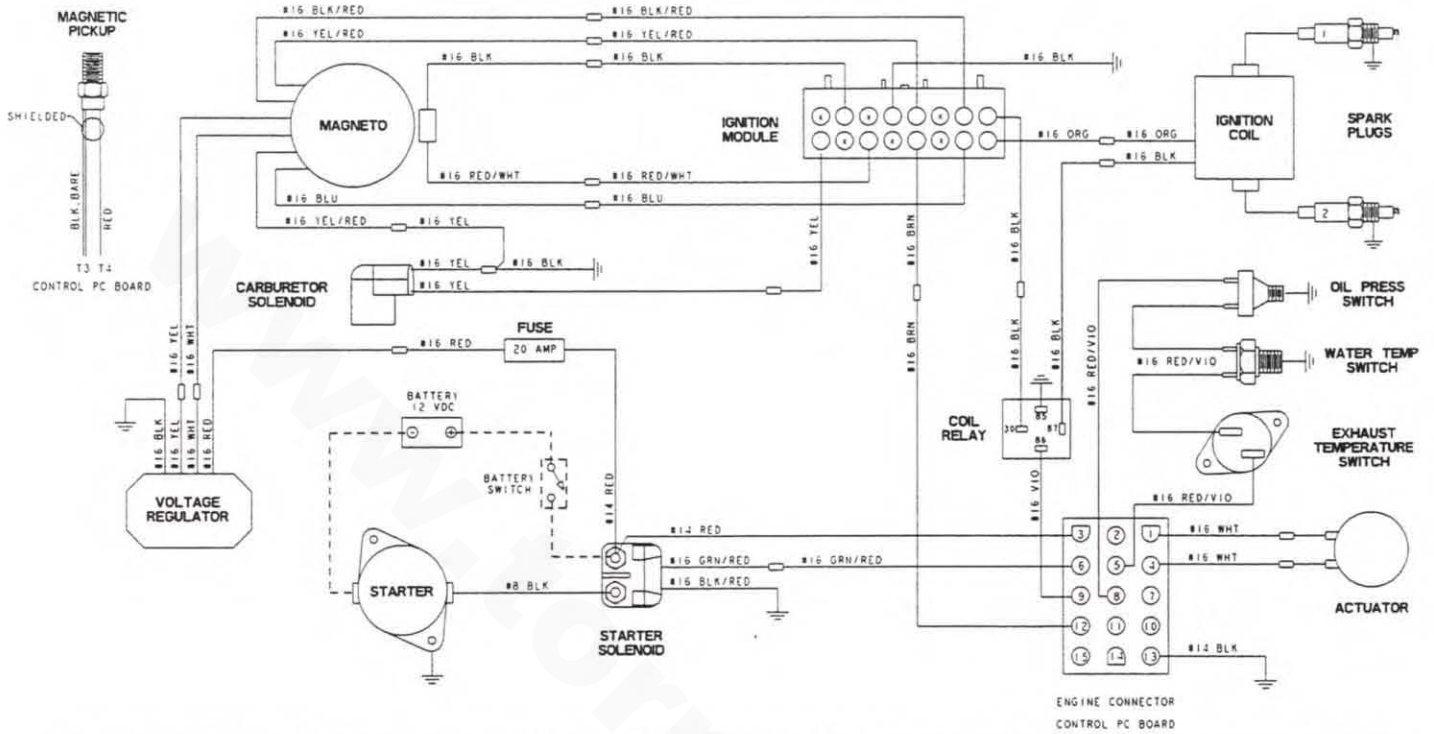 #16 BLK/RED
#16 BLK/RED
#16 YEL/RED
#16 YEL/RED
#16 BLK
#16 BLK
#16 BLK
MAGNETIC
PICKUP
SHIELDED
BLK.BARE
RED
T3 T4
CONTROL PC BOARD
MAGNETO
IGNITION
MODULE
#16 ORG
#16 ORG
#16 BLK
IGNITION
COIL
1
2
SPARK
PLUGS
#16 RED/WHT
#16 RED/WHT
#16 BLU
#16 BLU
#16 YEL/RED
#16 YEL
#16 YEL
#16 BLK
#16 YEL
CARBURETOR
SOLENOID
#16 YEL
#16 BRN
#16 BLK
#16 BRN
#16 BLK
#16 BLK
#16 RED/VIO
OIL PRESS
SWITCH
#16 RED/VIO
WATER TEMP
SWITCH
EXHAUST
TEMPERATURE
SWITCH
#16 RED/VIO
#16 YEL
#16 WHT
#16 RED
FUSE
20 AMP
BATTERY
12 VDC
- +
BATTERY
SWITCH
#14 RED
COIL
RELAY
30
85
87
86
#16 VIO
#16 BLK
#16 YEL
#16 WHT
#16 RED
VOLTAGE
REGULATOR
STARTER
#8 BLK
STARTER
SOLENOID
#14 RED
#16 GRN/RED
#16 GRN/RED
#16 BLK/RED
3 2 1
6 5 4
9 8 7
12 11 10
15 14 13
#16 WHT
#16 WHT
ACTUATOR
#14 BLK
ENGINE CONNECTOR
CONTROL PC BOARD